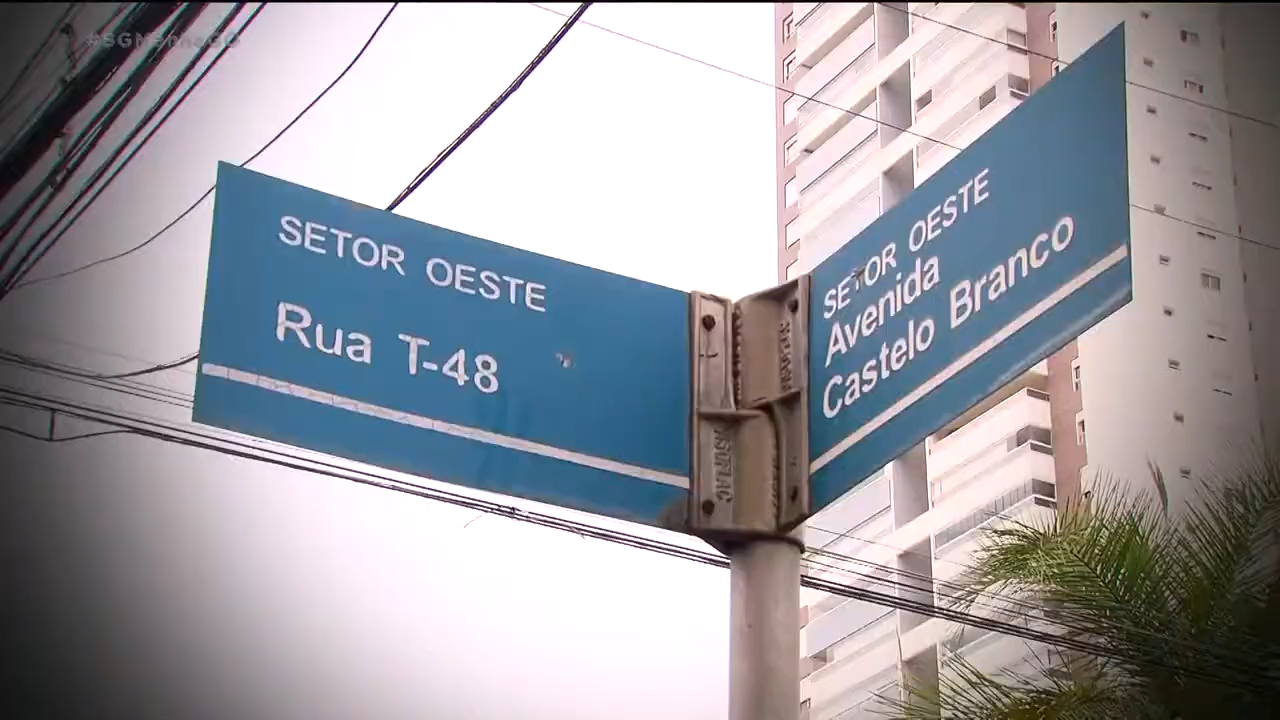 SETOR OESTE
Rua T-48
SETOR OESTE
Avenida
Castelo Branco